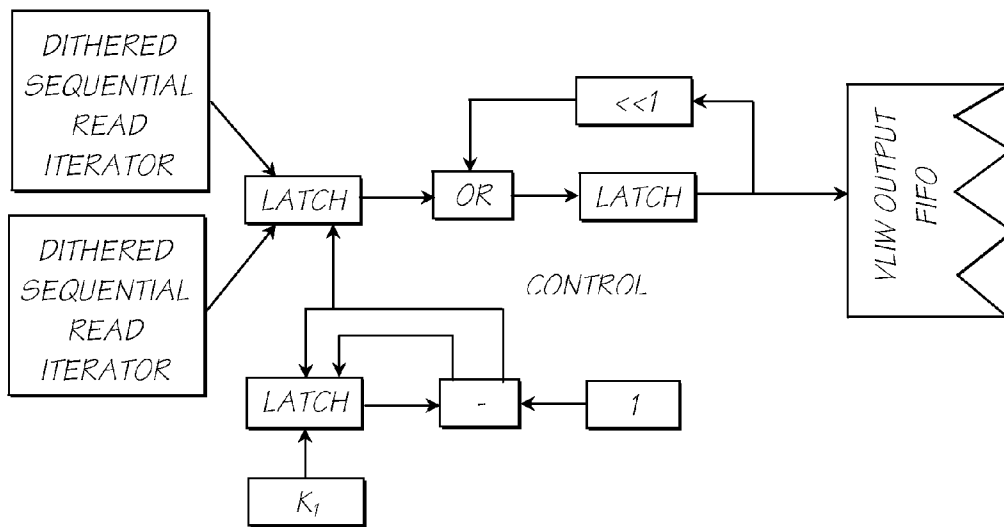 DITHERED
SEQUENTIAL
READ
ITERATOR
<<1
LATCH
OR
LATCH
VLIW OUTPUT
FIFO
DITHERED
SEQUENTIAL
READ
ITERATOR
CONTROL
LATCH
-
1
K₁